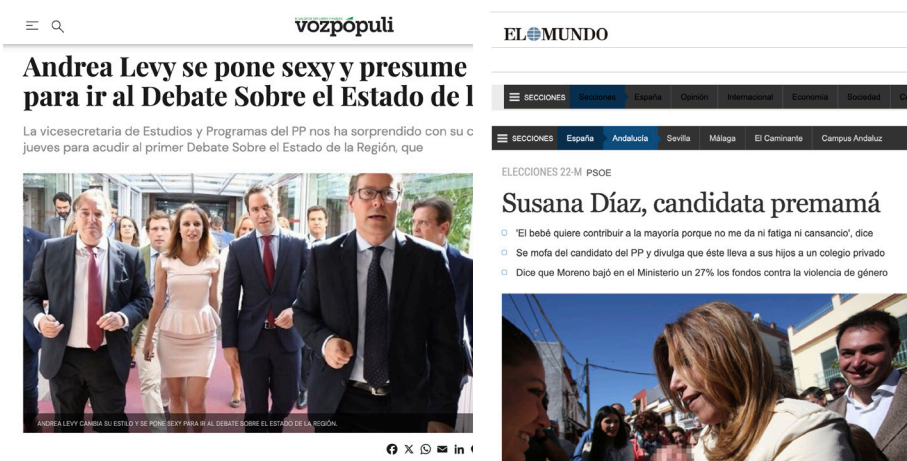 vozpópuli
Andrea Levy se pone sexy y presume
para ir al Debate Sobre el Estado de l
La vicesecretaria de Estudios y Programas del PP nos ha sorprendido con su c
jueves para acudir al primer Debate Sobre el Estado de la Región, que
ANDREA LEVY CAMBIA SU ESTILO Y SE PONE SEXY PARA IR AL DEBATE SOBRE EL ESTADO DE LA REGIÓN.
EL MUNDO
SECCIONES Secciones España Opinión Internacional Economía Sociedad
SECCIONES España Andalucía Sevilla Málaga El Caminante Campus Andaluz
ELECCIONES 22-M PSOE
Susana Díaz, candidata premamá
'El bebé quiere contribuir a la mayoría porque no me da ni fatiga ni cansancio', dice
Se mofa del candidato del PP y divulga que éste lleva a sus hijos a un colegio privado
Dice que Moreno bajó en el Ministerio un 27% los fondos contra la violencia de género